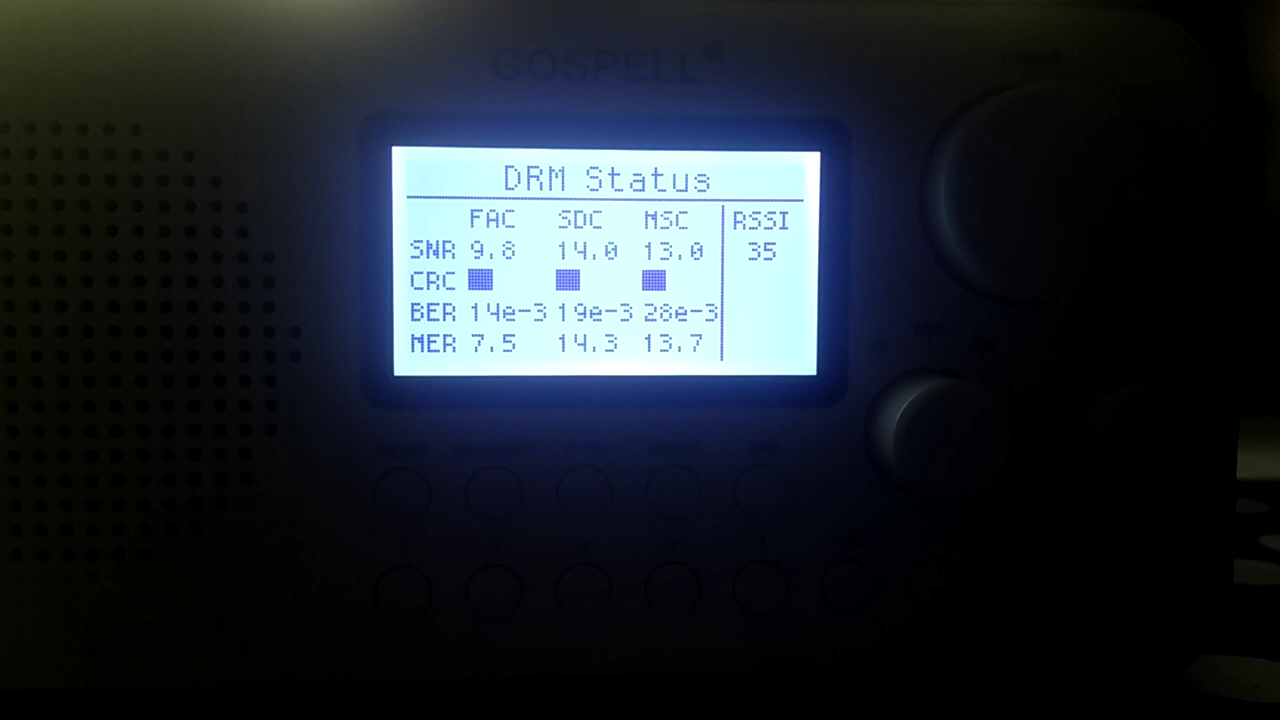 GOSPELL®
TUNING
DRM Status
FAC SDC MSC RSSI
SNR 9.8 14.0 13.0 35
CRC
BER 14e-3 19e-3 28e-3
MER 7.5 14.3 13.7